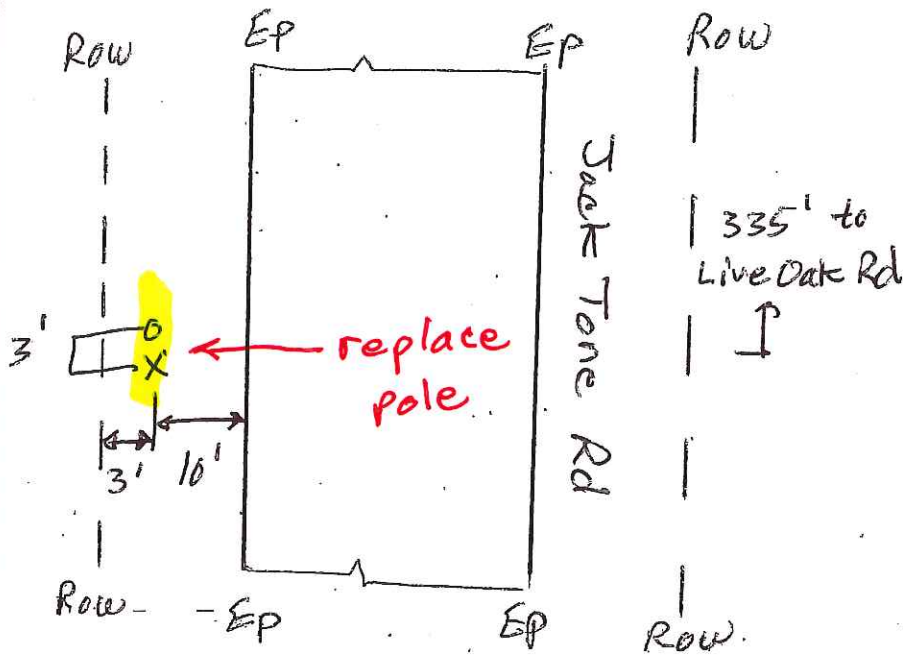 Row
Ep
Ep
Row
Jack Tone Rd
335' to
Live Oak Rd
3'
O
X
replace
pole
3'
10'
Row
Ep
Ep
Row.